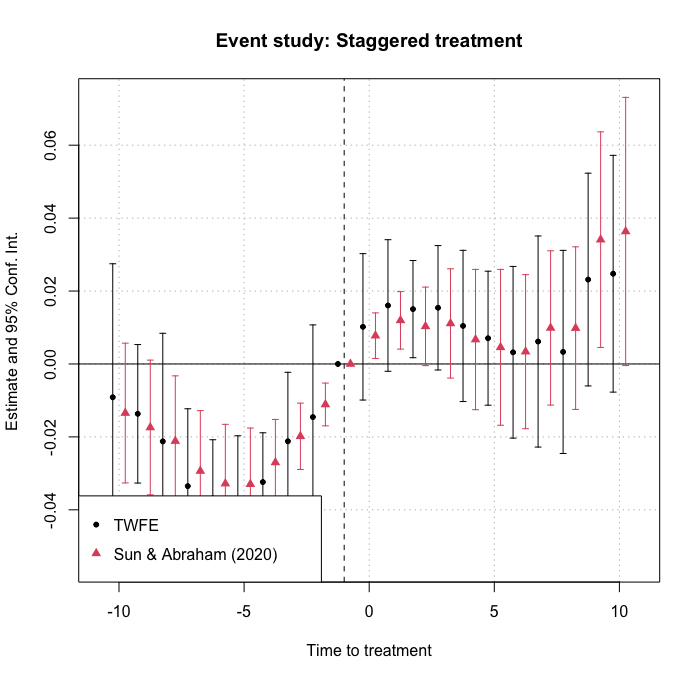 Event study: Staggered treatment
Estimate and 95% Conf. Int.
0.06
0.04
0.02
0.00
-0.02
-0.04
TWFE
Sun & Abraham (2020)
-10
-5
0
5
10
Time to treatment